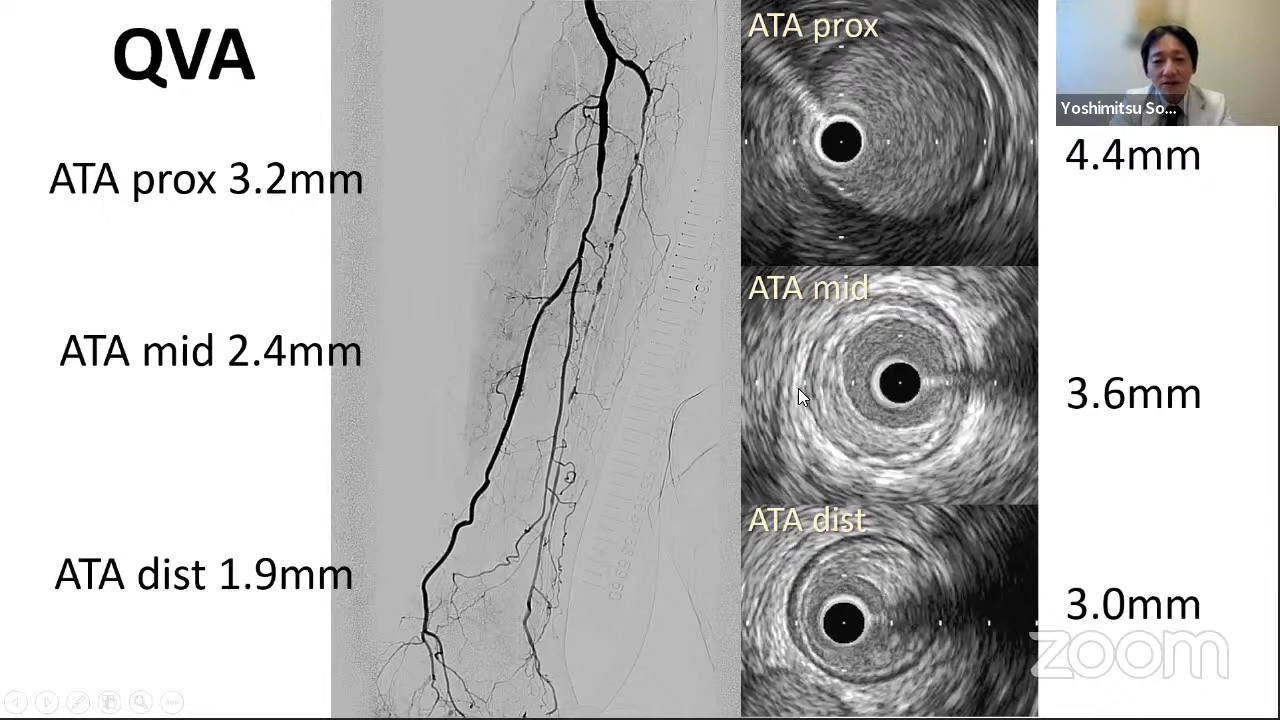 QVA
ATA prox 3.2mm
ATA mid 2.4mm
ATA dist 1.9mm
ATA prox
4.4mm
ATA mid
3.6mm
ATA dist
3.0mm
Yoshimitsu So...
zoom